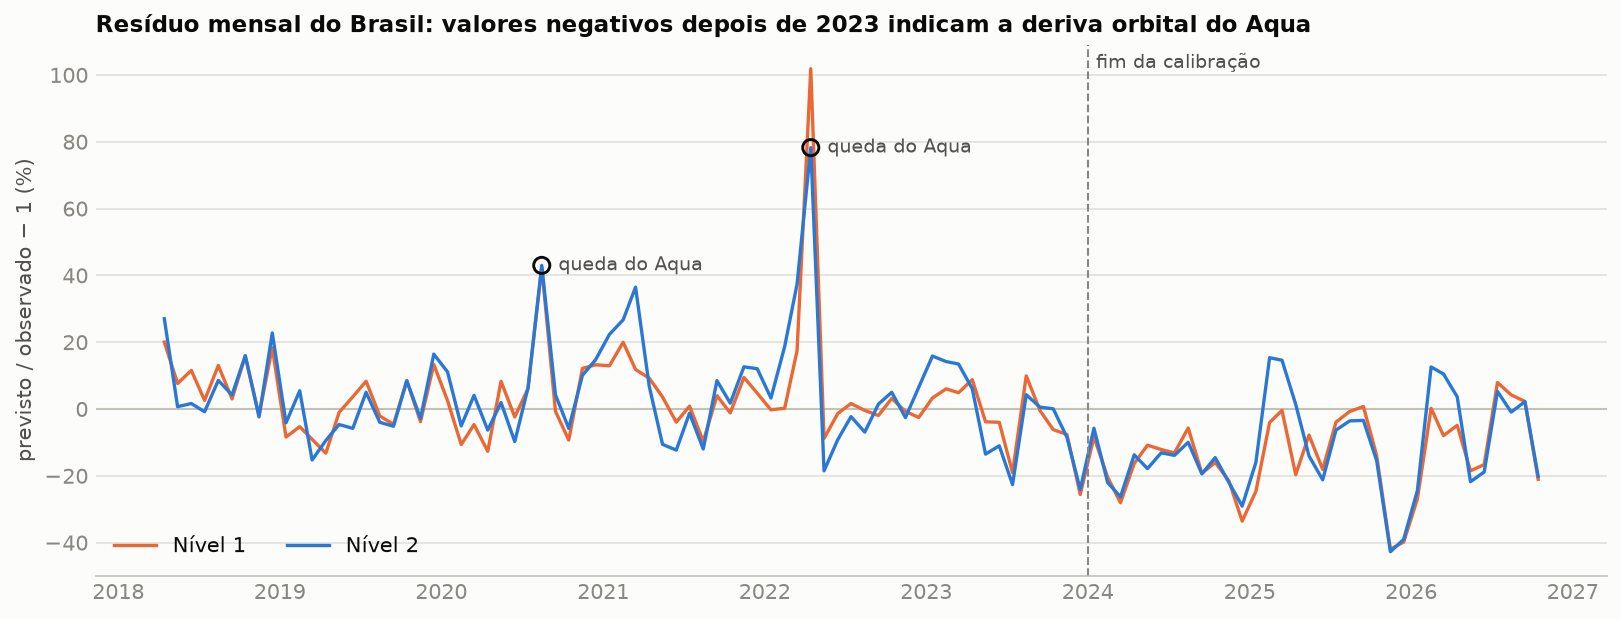 Resíduo mensal do Brasil: valores negativos depois de 2023 indicam a deriva orbital do Aqua
fim da calibração
100
80
60
40
20
0
−20
−40
previsto / observado − 1 (%)
queda do Aqua
queda do Aqua
Nível 1
Nível 2
2018
2019
2020
2021
2022
2023
2024
2025
2026
2027